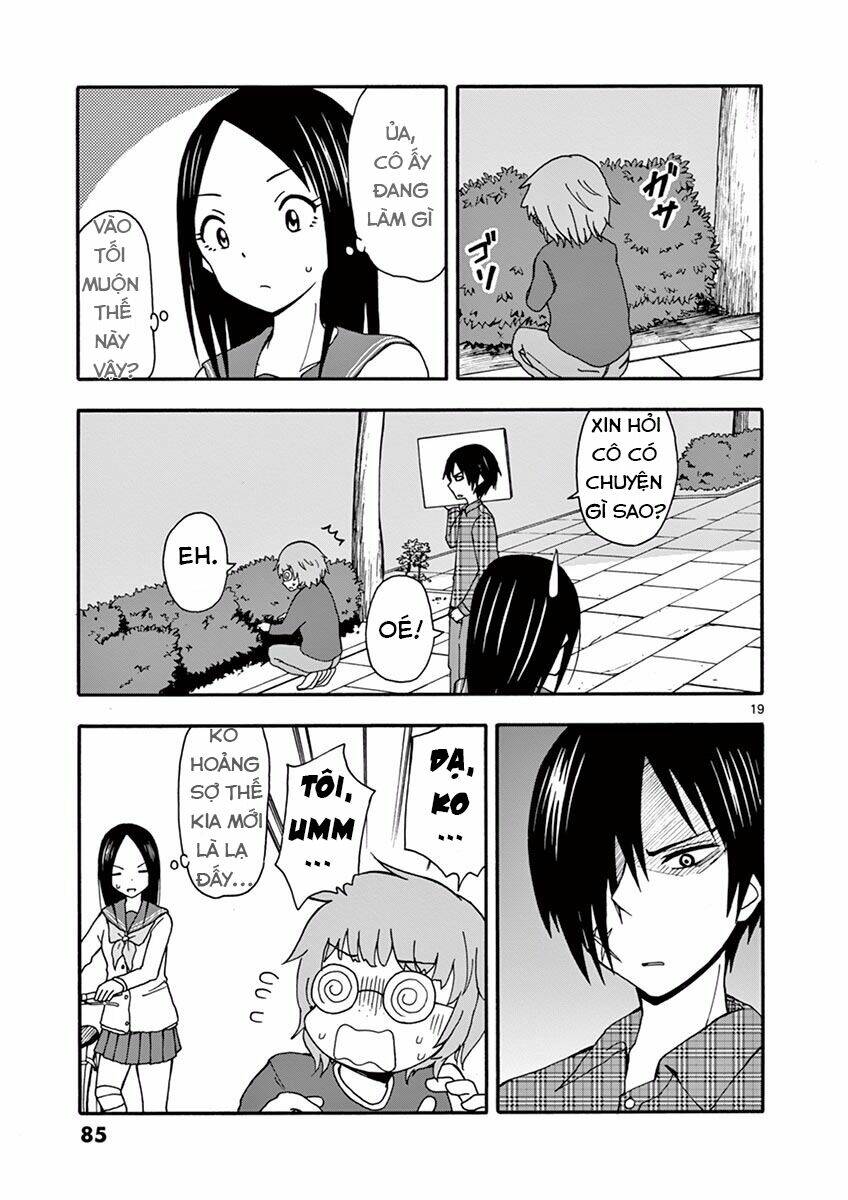 ガサ
ゴソ
ỦA,
CÔ ẤY
ĐANG
LÀM GÌ
VÀO
TỐI
MUỘN
THẾ
NÀY
VẬY?
XIN HỎI
CÔ CÓ
CHUYỆN
GÌ SAO?
OÉ!
EH.
19
DẠ,
KO
...
TÔI,
UMM
...
KO
HOẢNG
SỢ THẾ
KIA MỚI
LÀ LẠ
ĐẤY...
85